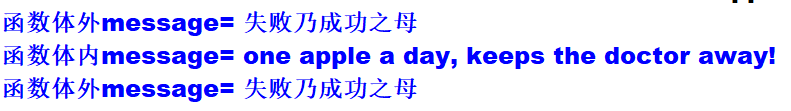 函数体外message= 失败乃成功之母
函数体内message= one apple a day, keeps the doctor away!
函数体外message= 失败乃成功之母